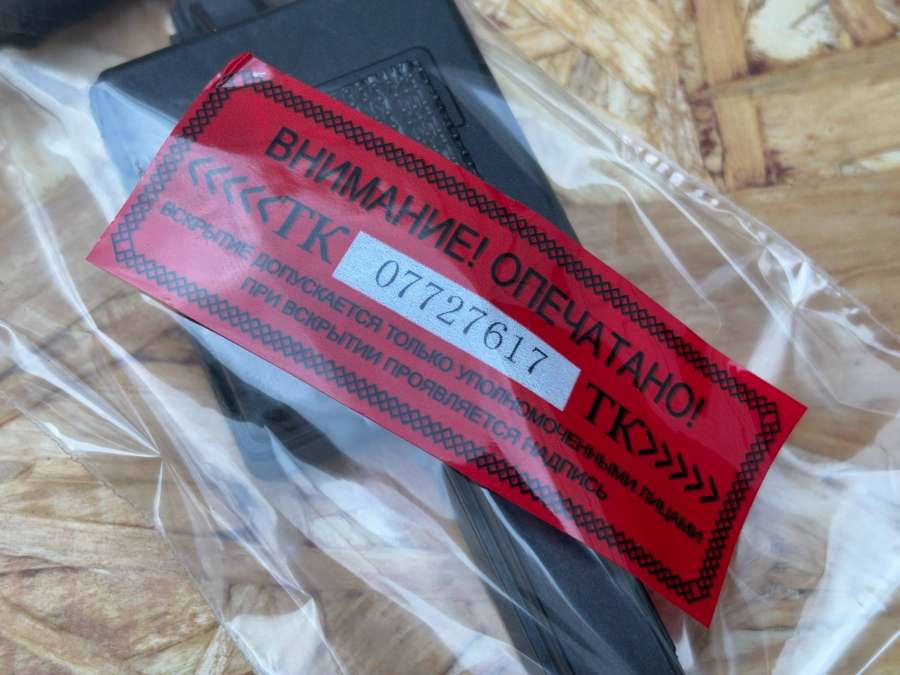 ВНИМАНИЕ! ОПЕЧАТАНО!
<<<<<ТК 07727617 ТК>>>>>
ВСКРЫТИЕ ДОПУСКАЕТСЯ ТОЛЬКО УПОЛНОМОЧЕННЫМИ ЛИЦАМИ
ПРИ ВСКРЫТИИ ПРОЯВЛЯЕТСЯ НАДПИСЬ